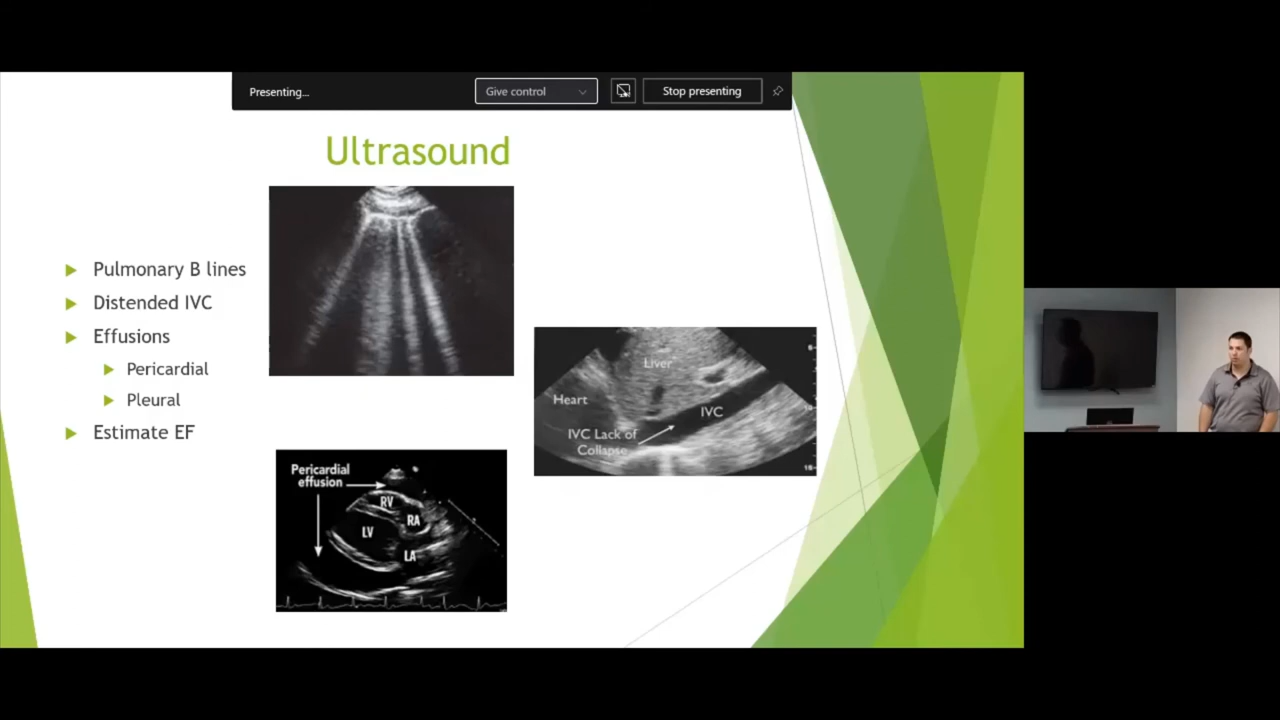 Presenting...
Give control
Stop presenting
Ultrasound
Pulmonary B lines
Distended IVC
Effusions
Pericardial
Pleural
Estimate EF
Liver
Heart
IVC
IVC Lack of
Collapse
Pericardial
effusion
RV
RA
LV
LA